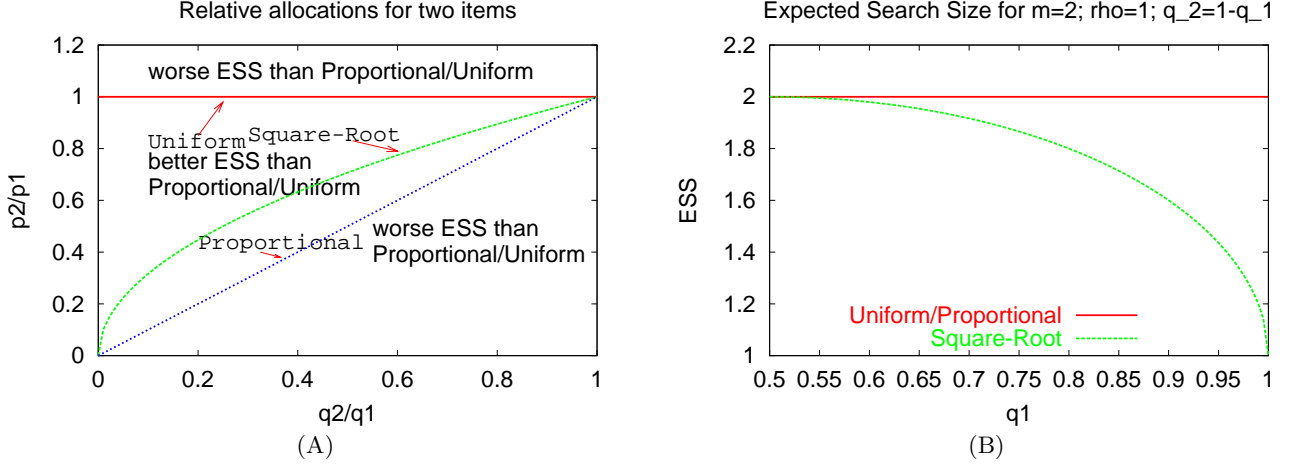 Relative allocations for two items
1.2
1
0.8
0.6
0.4
0.2
0
p2/p1
worse ESS than Proportional/Uniform
Uniform
Square-Root
better ESS than
Proportional/Uniform
Proportional
worse ESS than
Proportional/Uniform
0 0.2 0.4 0.6 0.8 1
q2/q1
(A)
Expected Search Size for m=2; rho=1; q_2=1-q_1
2.2
2
1.8
1.6
1.4
1.2
1
ESS
Uniform/Proportional
Square-Root
0.5 0.55 0.6 0.65 0.7 0.75 0.8 0.85 0.9 0.95 1
q1
(B)